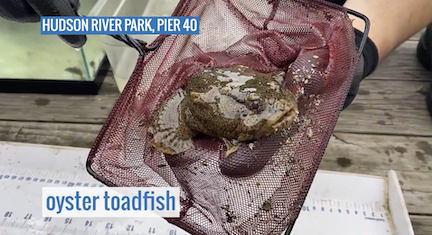 HUDSON RIVER PARK, PIER 40
oyster toadfish